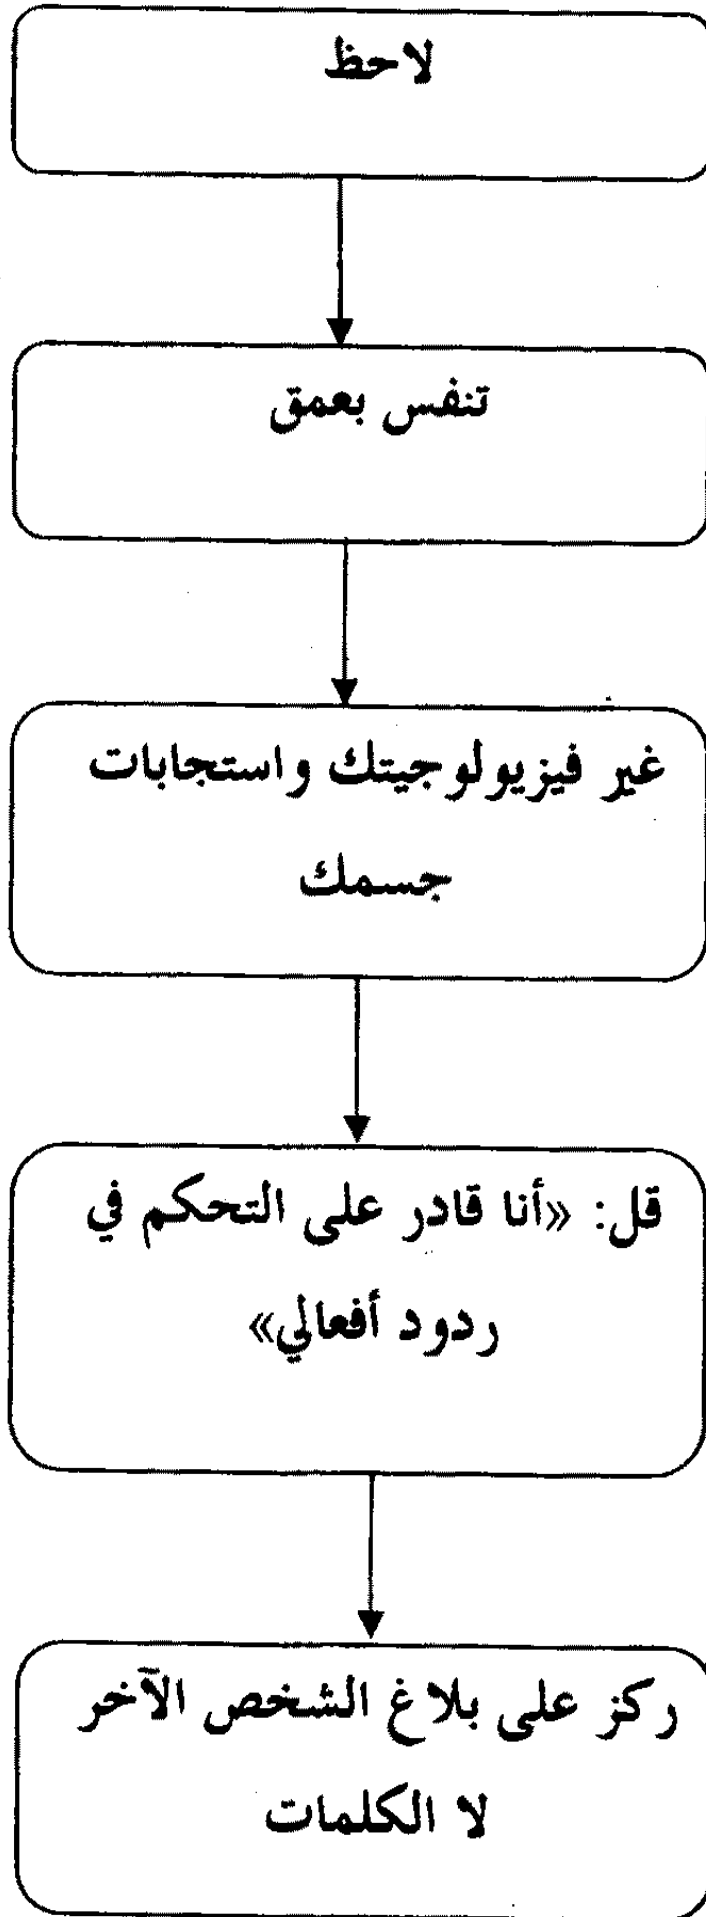 لاحظ
تنفس بعمق
غير فيزيولوجيتك واستجابات
جسمك
قل: «أنا قادر على التحكم في
ردود أفعالي»
ركز على بلاغ الشخص الآخر
لا الكلمات